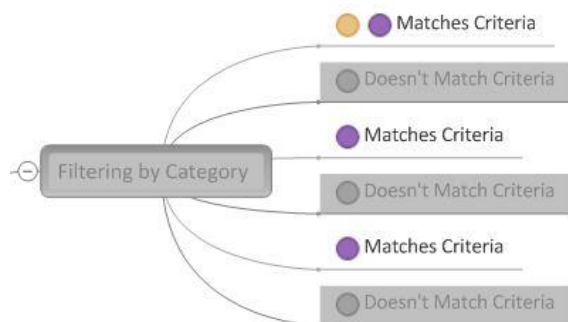 Matches Criteria
Doesn't Match Criteria
Matches Criteria
Filtering by Category
Doesn't Match Criteria
Matches Criteria
Doesn't Match Criteria